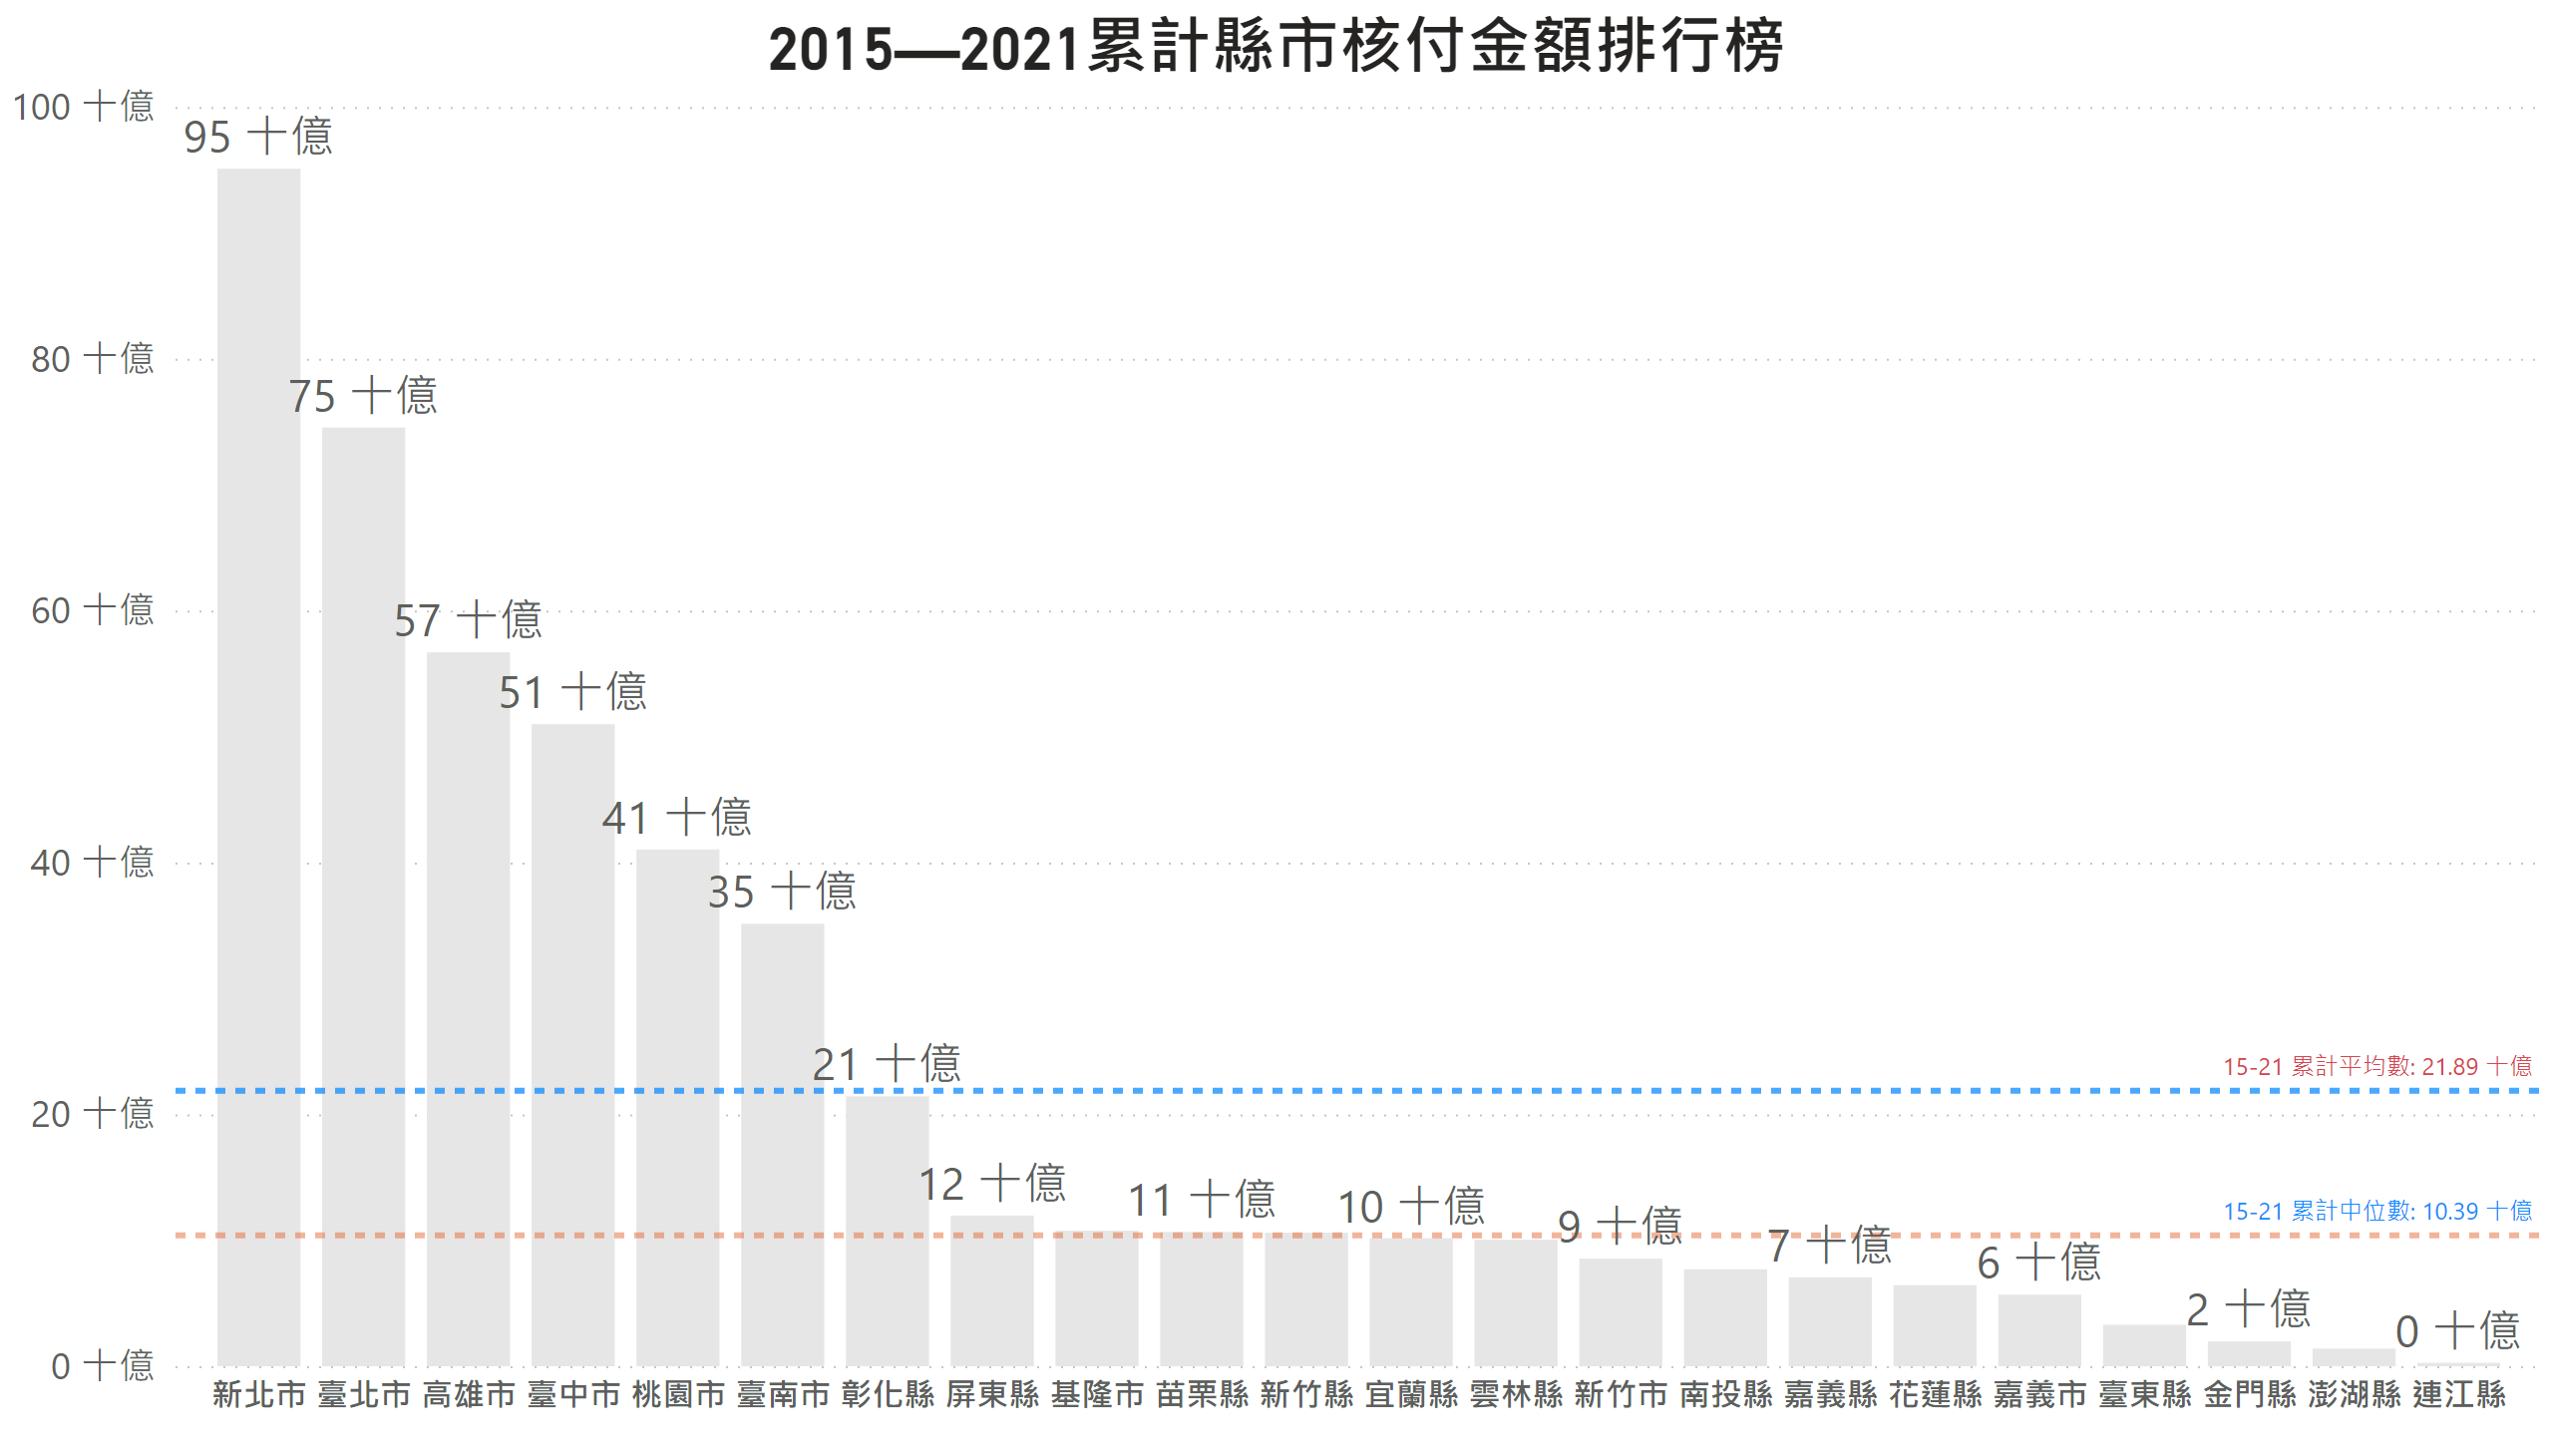 2015—2021累計縣市核付金額排行榜
100 十億
80 十億
60 十億
40 十億
20 十億
0 十億
95 十億
75 十億
57 十億
51 十億
41 十億
35 十億
21 十億
12 十億
11 十億
10 十億
9 十億
7 十億
6 十億
2 十億
0 十億
15-21 累計平均數: 21.89 十億
15-21 累計中位數: 10.39 十億
新北市 臺北市 高雄市 臺中市 桃園市 臺南市 彰化縣 屏東縣 基隆市 苗栗縣 新竹縣 宜蘭縣 雲林縣 新竹市 南投縣 嘉義縣 花蓮縣 嘉義市 臺東縣 金門縣 澎湖縣 連江縣